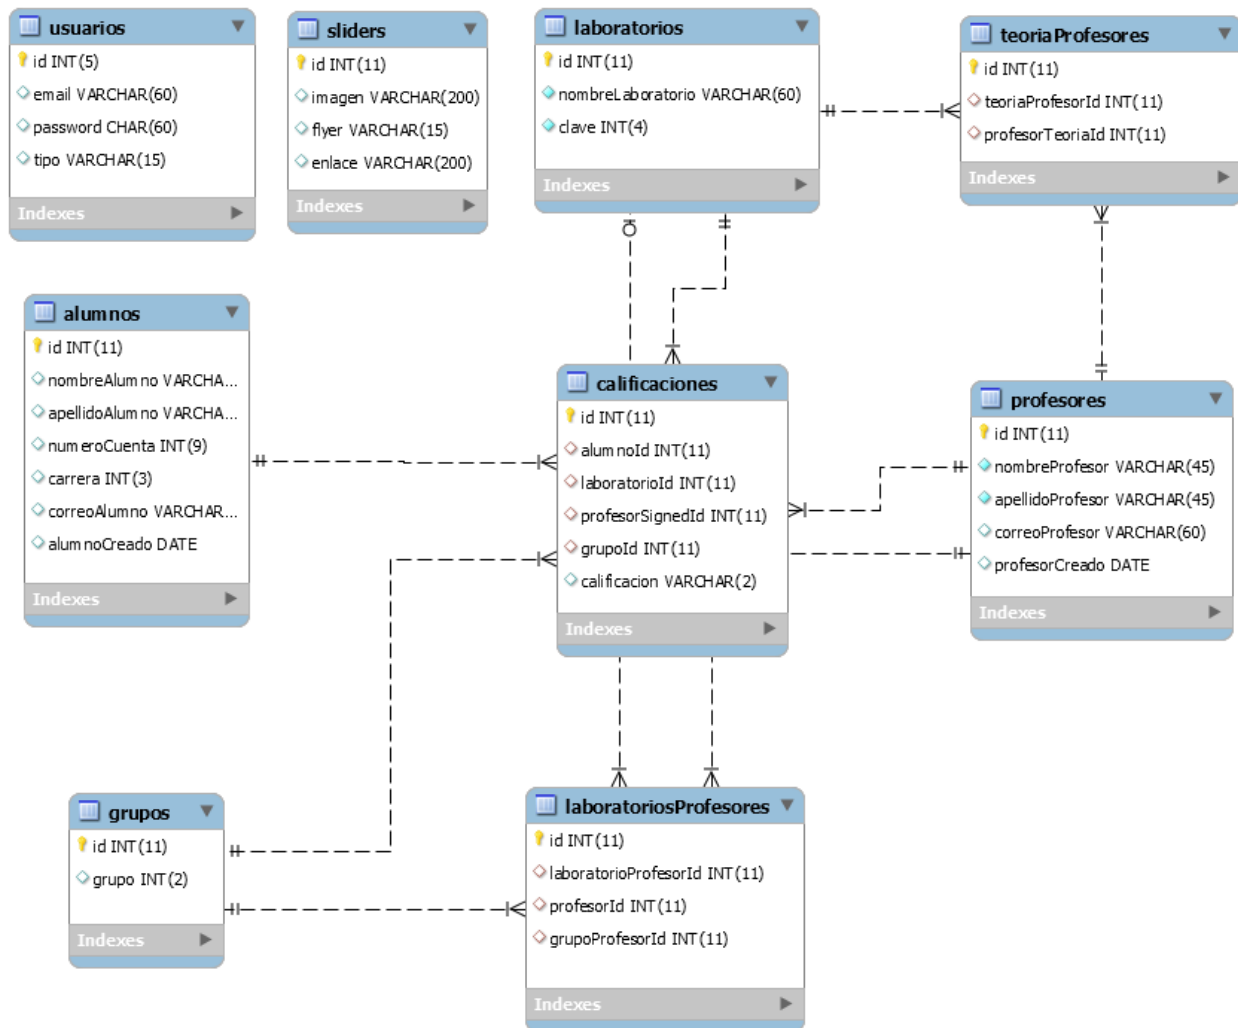 usuarios
id INT(5)
email VARCHAR(60)
password CHAR(60)
tipo VARCHAR(15)
Indexes
sliders
id INT(11)
imagen VARCHAR(200)
flyer VARCHAR(15)
enlace VARCHAR(200)
Indexes
laboratorios
id INT(11)
nombreLaboratorio VARCHAR(60)
clave INT(4)
Indexes
teoriaProfesores
id INT(11)
teoriaProfesorId INT(11)
profesorTeoriaId INT(11)
Indexes
alumnos
id INT(11)
nombreAlumno VARCHA...
apellidoAlumno VARCHA...
numeroCuenta INT(9)
carrera INT(3)
correoAlumno VARCHAR...
alumnoCreado DATE
Indexes
calificaciones
id INT(11)
alumnoId INT(11)
laboratorioId INT(11)
profesorSignedId INT(11)
grupoId INT(11)
calificacion VARCHAR(2)
Indexes
profesores
id INT(11)
nombreProfesor VARCHAR(45)
apellidoProfesor VARCHAR(45)
correoProfesor VARCHAR(60)
profesorCreado DATE
Indexes
grupos
id INT(11)
grupo INT(2)
Indexes
laboratoriosProfesores
id INT(11)
laboratorioProfesorId INT(11)
profesorId INT(11)
grupoProfesorId INT(11)
Indexes